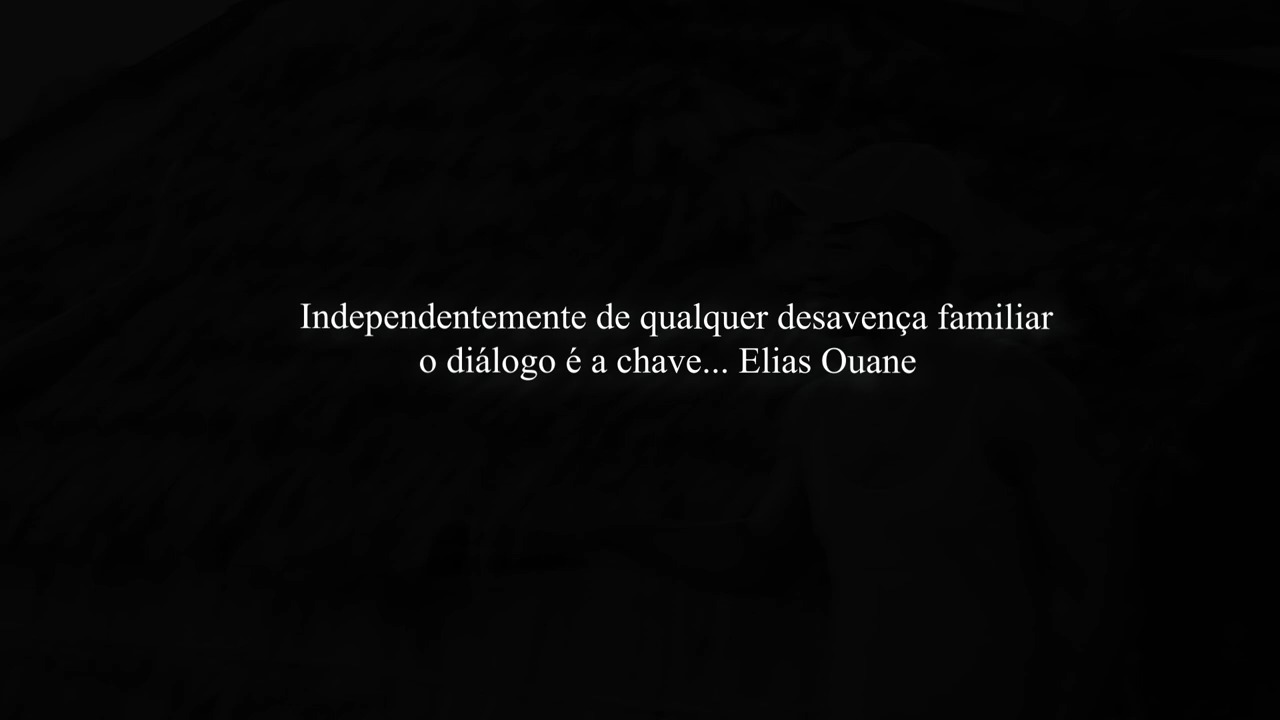 Independentemente de qualquer desavença familiar
o diálogo é a chave... Elias Ouane